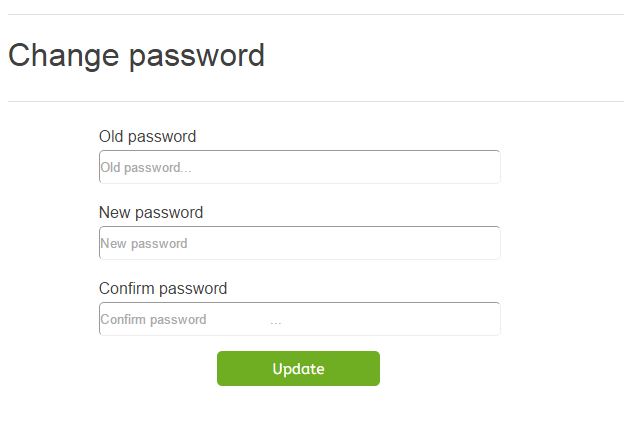 Change password
Old password
Old password...
New password
New password
Confirm password
Confirm password ...
Update